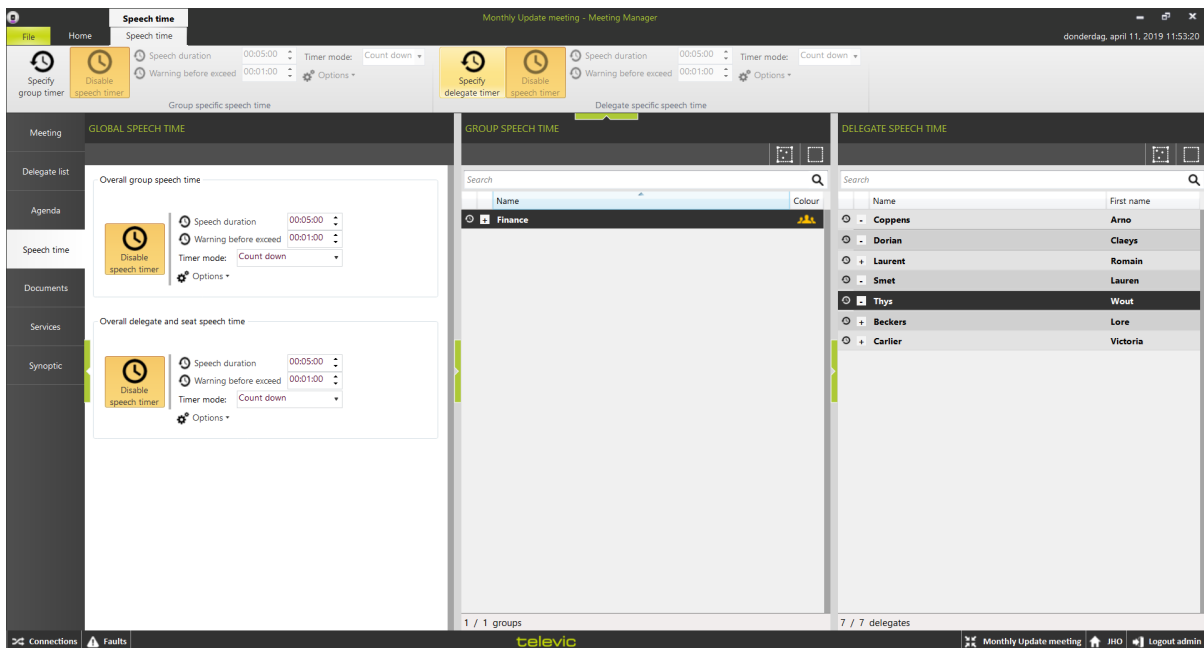 Speech time
Monthly Update meeting - Meeting Manager
File Home Speech time
donderdag, april 11, 2019 11:53:20
Specify group timer
Disable speech timer
Speech duration 00:05:00
Warning before exceed 00:01:00
Timer mode: Count down
Options
Group specific speech time
Specify delegate timer
Disable speech timer
Speech duration 00:05:00
Warning before exceed 00:01:00
Timer mode: Count down
Options
Delegate specific speech time
Meeting
Delegate list
Agenda
Speech time
Documents
Services
Synoptic
GLOBAL SPEECH TIME
Overall group speech time
Disable speech timer
Speech duration 00:05:00
Warning before exceed 00:01:00
Timer mode: Count down
Options
Overall delegate and seat speech time
Disable speech timer
Speech duration 00:05:00
Warning before exceed 00:01:00
Timer mode: Count down
Options
GROUP SPEECH TIME
Search
Name Colour
+ Finance
1 / 1 groups
DELEGATE SPEECH TIME
Search
Name First name
- Coppens Arno
- Dorian Claeys
+ Laurent Romain
- Smet Lauren
- Thys Wout
+ Beckers Lore
+ Carlier Victoria
7 / 7 delegates
Connections Faults
televic
Monthly Update meeting JHO Logout admin